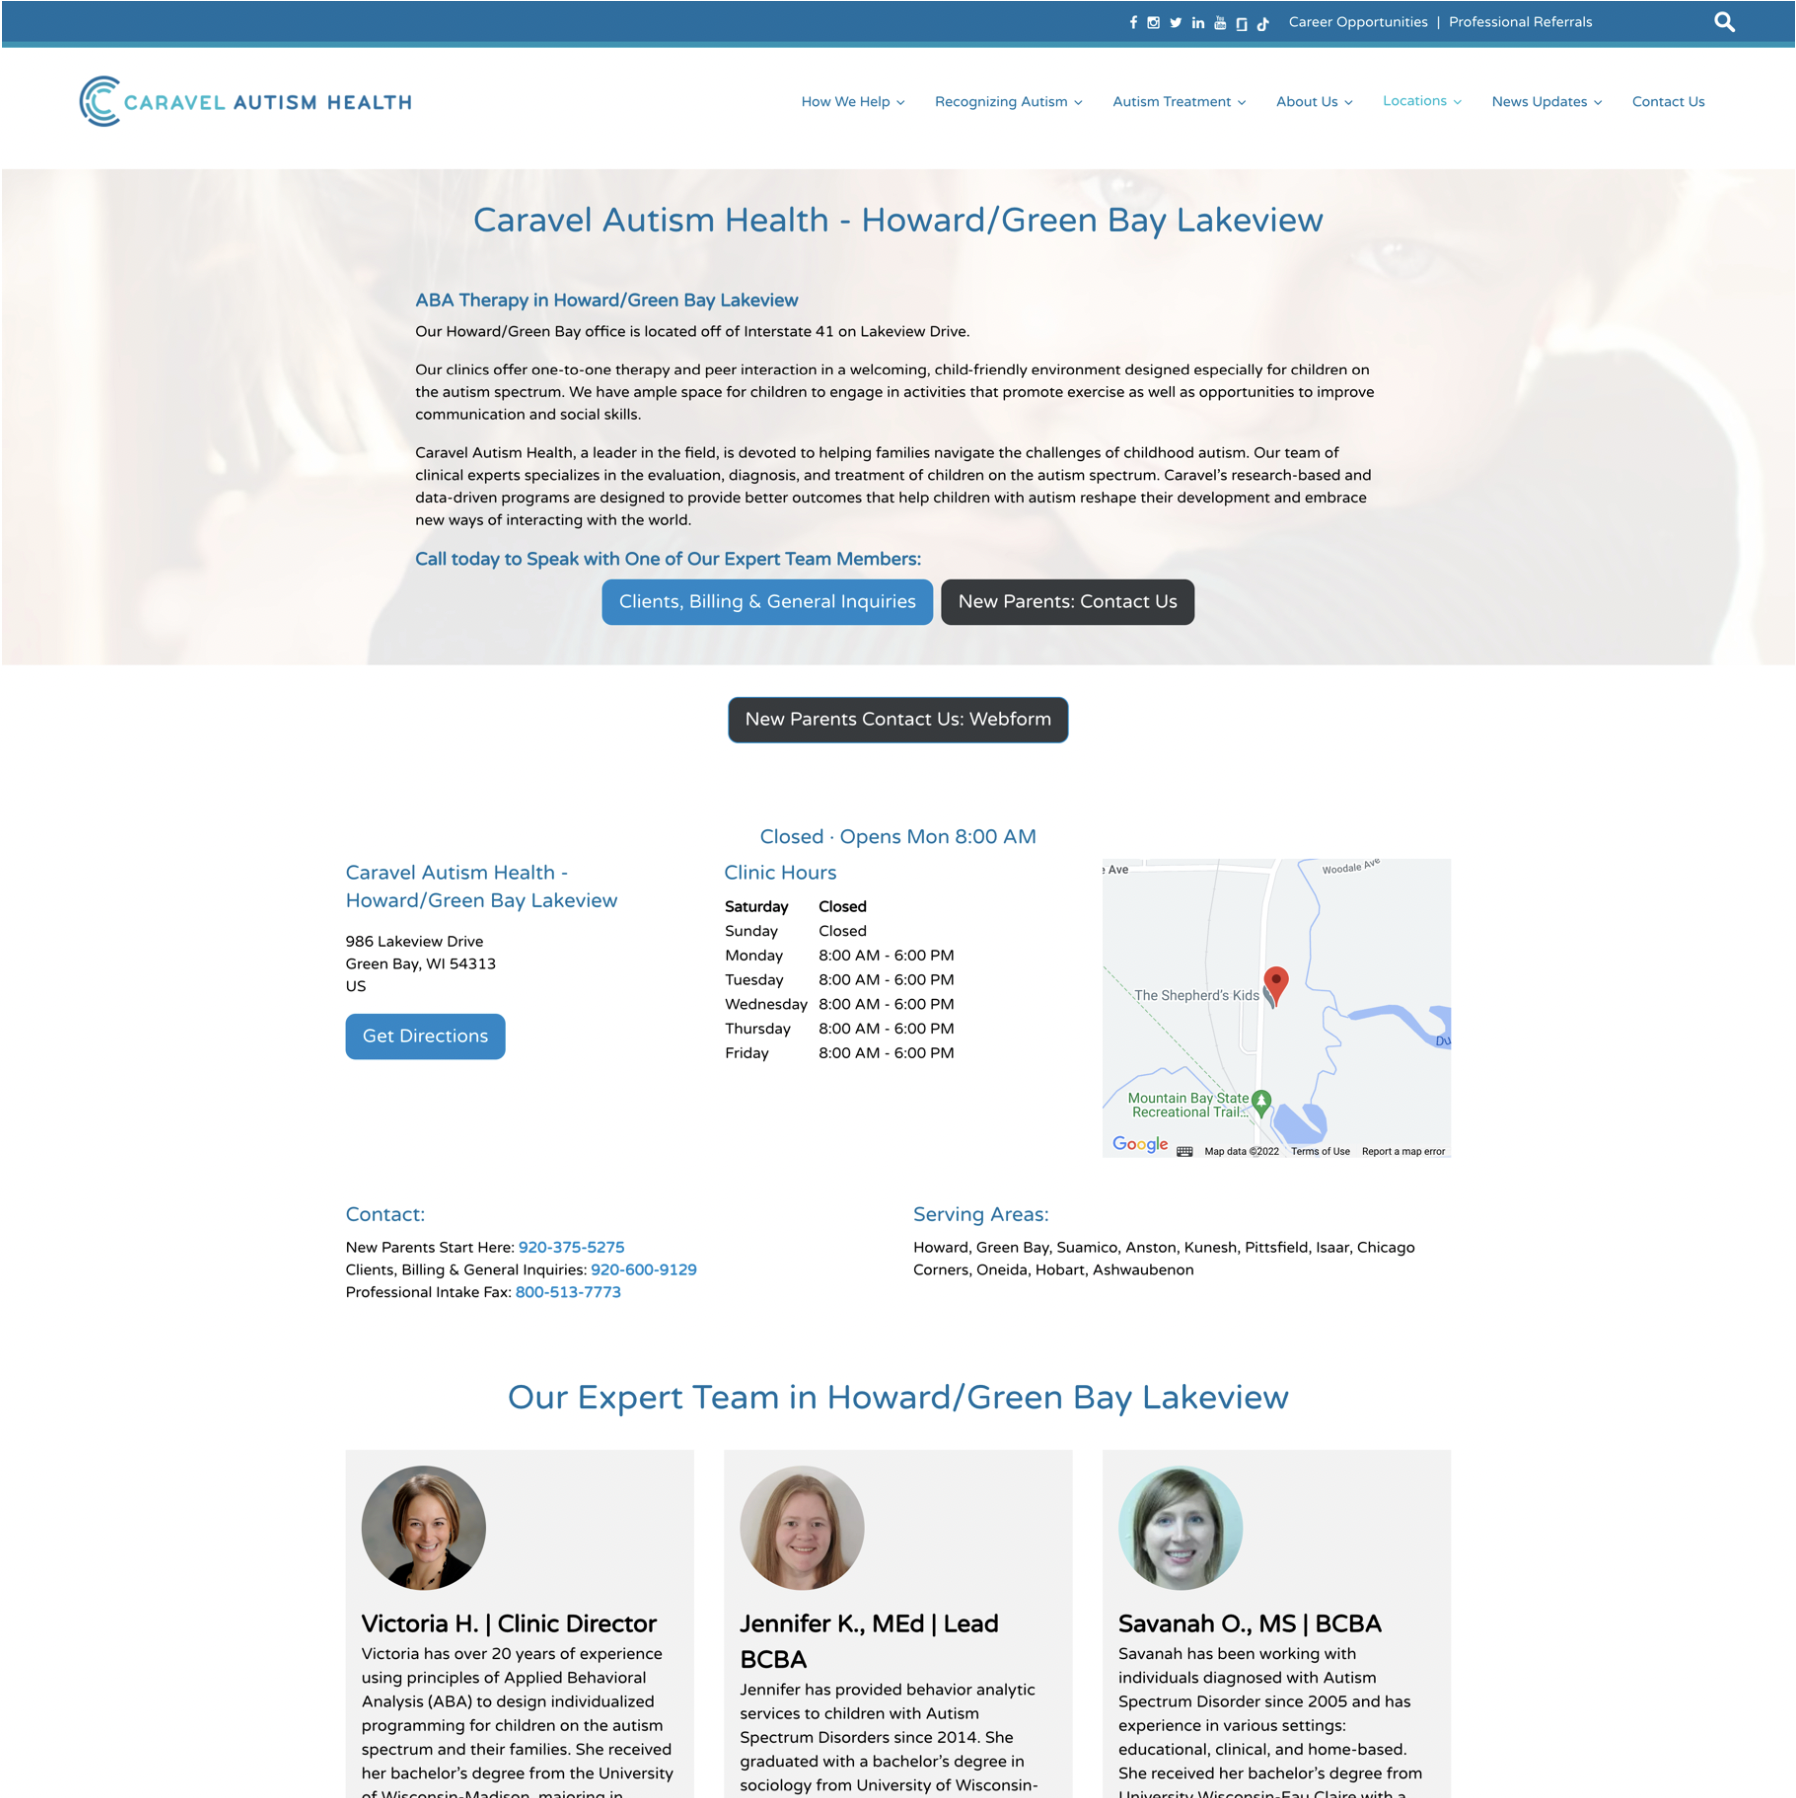 Career Opportunities | Professional Referrals
CARAVEL AUTISM HEALTH
How We Help
Recognizing Autism
Autism Treatment
About Us
Locations
News Updates
Contact Us
Caravel Autism Health - Howard/Green Bay Lakeview
ABA Therapy in Howard/Green Bay Lakeview
Our Howard/Green Bay office is located off of Interstate 41 on Lakeview Drive.
Our clinics offer one-to-one therapy and peer interaction in a welcoming, child-friendly environment designed especially for children on
the autism spectrum. We have ample space for children to engage in activities that promote exercise as well as opportunities to improve
communication and social skills.
Caravel Autism Health, a leader in the field, is devoted to helping families navigate the challenges of childhood autism. Our team of
clinical experts specializes in the evaluation, diagnosis, and treatment of children on the autism spectrum. Caravel's research-based and
data-driven programs are designed to provide better outcomes that help children with autism reshape their development and embrace
new ways of interacting with the world.
Call today to Speak with One of Our Expert Team Members:
Clients, Billing & General Inquiries
New Parents: Contact Us
New Parents Contact Us: Webform
Closed · Opens Mon 8:00 AM
Caravel Autism Health -
Howard/Green Bay Lakeview
986 Lakeview Drive
Green Bay, WI 54313
US
Get Directions
Clinic Hours
Saturday Closed
Sunday Closed
Monday 8:00 AM - 6:00 PM
Tuesday 8:00 AM - 6:00 PM
Wednesday 8:00 AM - 6:00 PM
Thursday 8:00 AM - 6:00 PM
Friday 8:00 AM - 6:00 PM
Ave
Woodale Ave
The Shepherd's Kids
Du
Mountain Bay State
Recreational Trail...
Google
Map data ©2022
Terms of Use
Report a map error
Contact:
New Parents Start Here: 920-375-5275
Clients, Billing & General Inquiries: 920-600-9129
Professional Intake Fax: 800-513-7773
Serving Areas:
Howard, Green Bay, Suamico, Anston, Kunesh, Pittsfield, Isaar, Chicago
Corners, Oneida, Hobart, Ashwaubenon
Our Expert Team in Howard/Green Bay Lakeview
Victoria H. | Clinic Director
Victoria has over 20 years of experience
using principles of Applied Behavioral
Analysis (ABA) to design individualized
programming for children on the autism
spectrum and their families. She received
her bachelor's degree from the University
of Wisconsin-Madison, majoring in
Jennifer K., MEd | Lead
BCBA
Jennifer has provided behavior analytic
services to children with Autism
Spectrum Disorders since 2014. She
graduated with a bachelor's degree in
sociology from University of Wisconsin-
Savanah O., MS | BCBA
Savanah has been working with
individuals diagnosed with Autism
Spectrum Disorder since 2005 and has
experience in various settings:
educational, clinical, and home-based.
She received her bachelor's degree from
University Wisconsin-Eau Claire with a